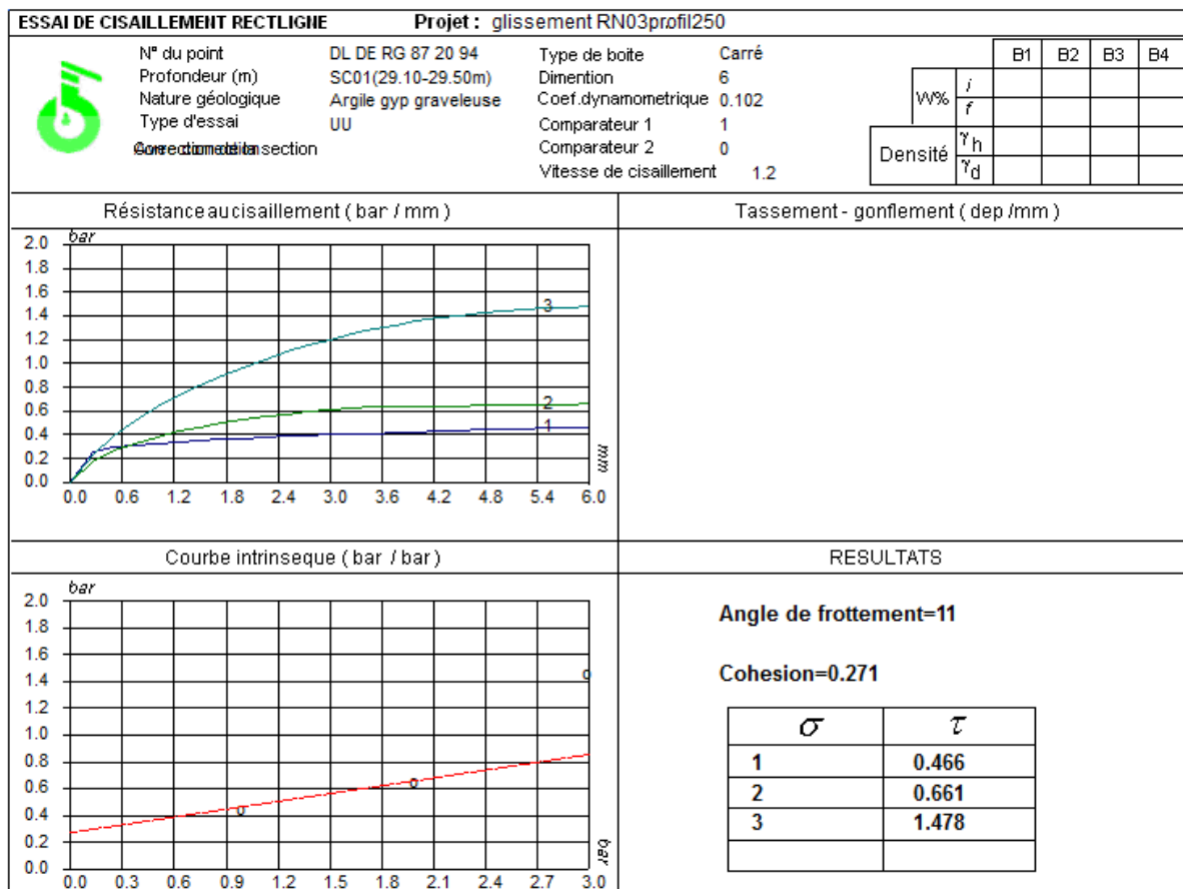 ESSAI DE CISAILLEMENT RECTLIGNE Projet : glissement RN03profil250
N° du point DL DE RG 87 20 94
Profondeur (m) SC01(29.10-29.50m)
Nature géologique Argile gyp graveleuse
Type d'essai UU
section
Type de boite Carré
Dimention 6
Coef.dynamometrique 0.102
Comparateur 1 1
Comparateur 2 0
Vitesse de cisaillement 1.2
B1 B2 B3 B4
W% i
f
Densité γh
γd
Résistance au cisaillement ( bar / mm )
bar
2.0
1.8
1.6
1.4
1.2
1.0
0.8
0.6
0.4
0.2
0.0
3
2
1
mm
0.0 0.6 1.2 1.8 2.4 3.0 3.6 4.2 4.8 5.4 6.0
Tassement - gonflement ( dep /mm )
Courbe intrinseque ( bar / bar )
bar
2.0
1.8
1.6
1.4
1.2
1.0
0.8
0.6
0.4
0.2
0.0
0
0
0
bar
0.0 0.3 0.6 0.9 1.2 1.5 1.8 2.1 2.4 2.7 3.0
RESULTATS
Angle de frottement=11
Cohesion=0.271
σ τ
1 0.466
2 0.661
3 1.478